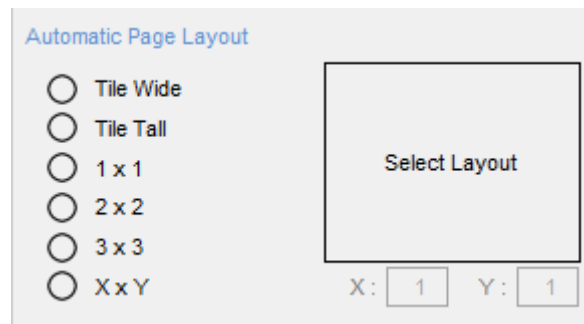 Automatic Page Layout
Tile Wide
Tile Tall
1 x 1
2 x 2
3 x 3
X x Y
Select Layout
X : 1 Y : 1